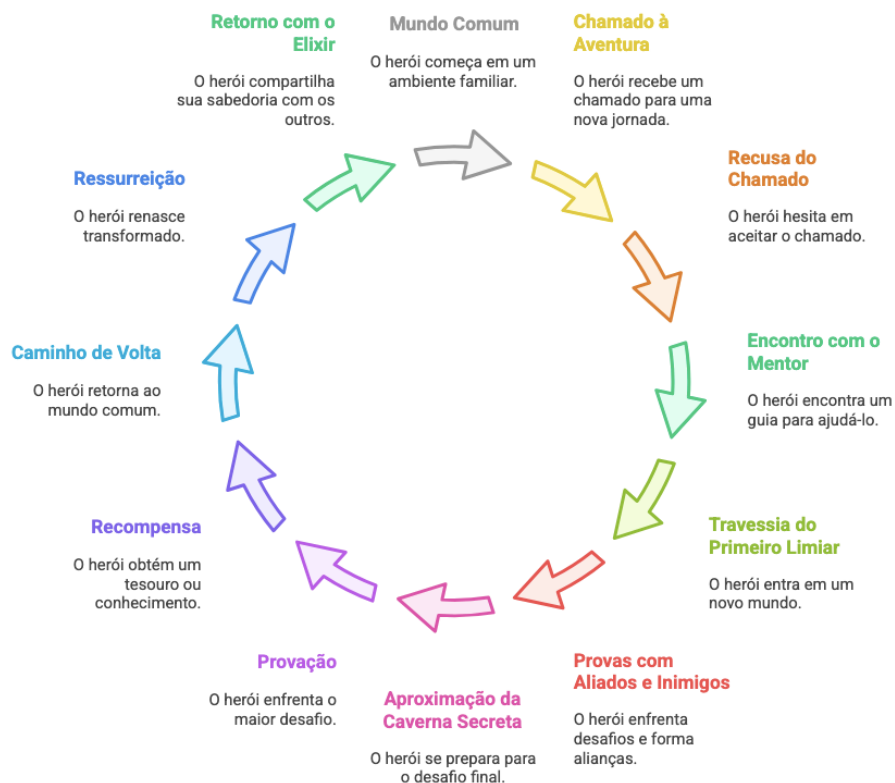 Mundo Comum
O herói começa em um
ambiente familiar.
Chamado à
Aventura
O herói recebe um
chamado para uma
nova jornada.
Recusa do
Chamado
O herói hesita em
aceitar o chamado.
Encontro com o
Mentor
O herói encontra um
guia para ajudá-lo.
Travessia do
Primeiro Limiar
O herói entra em um
novo mundo.
Provas com
Aliados e Inimigos
O herói enfrenta
desafios e forma
alianças.
Aproximação da
Caverna Secreta
O herói se prepara para
o desafio final.
Provação
O herói enfrenta o
maior desafio.
Recompensa
O herói obtém um
tesouro ou
conhecimento.
Caminho de Volta
O herói retorna ao
mundo comum.
Ressurreição
O herói renasce
transformado.
Retorno com o
Elixir
O herói compartilha
sua sabedoria com os
outros.